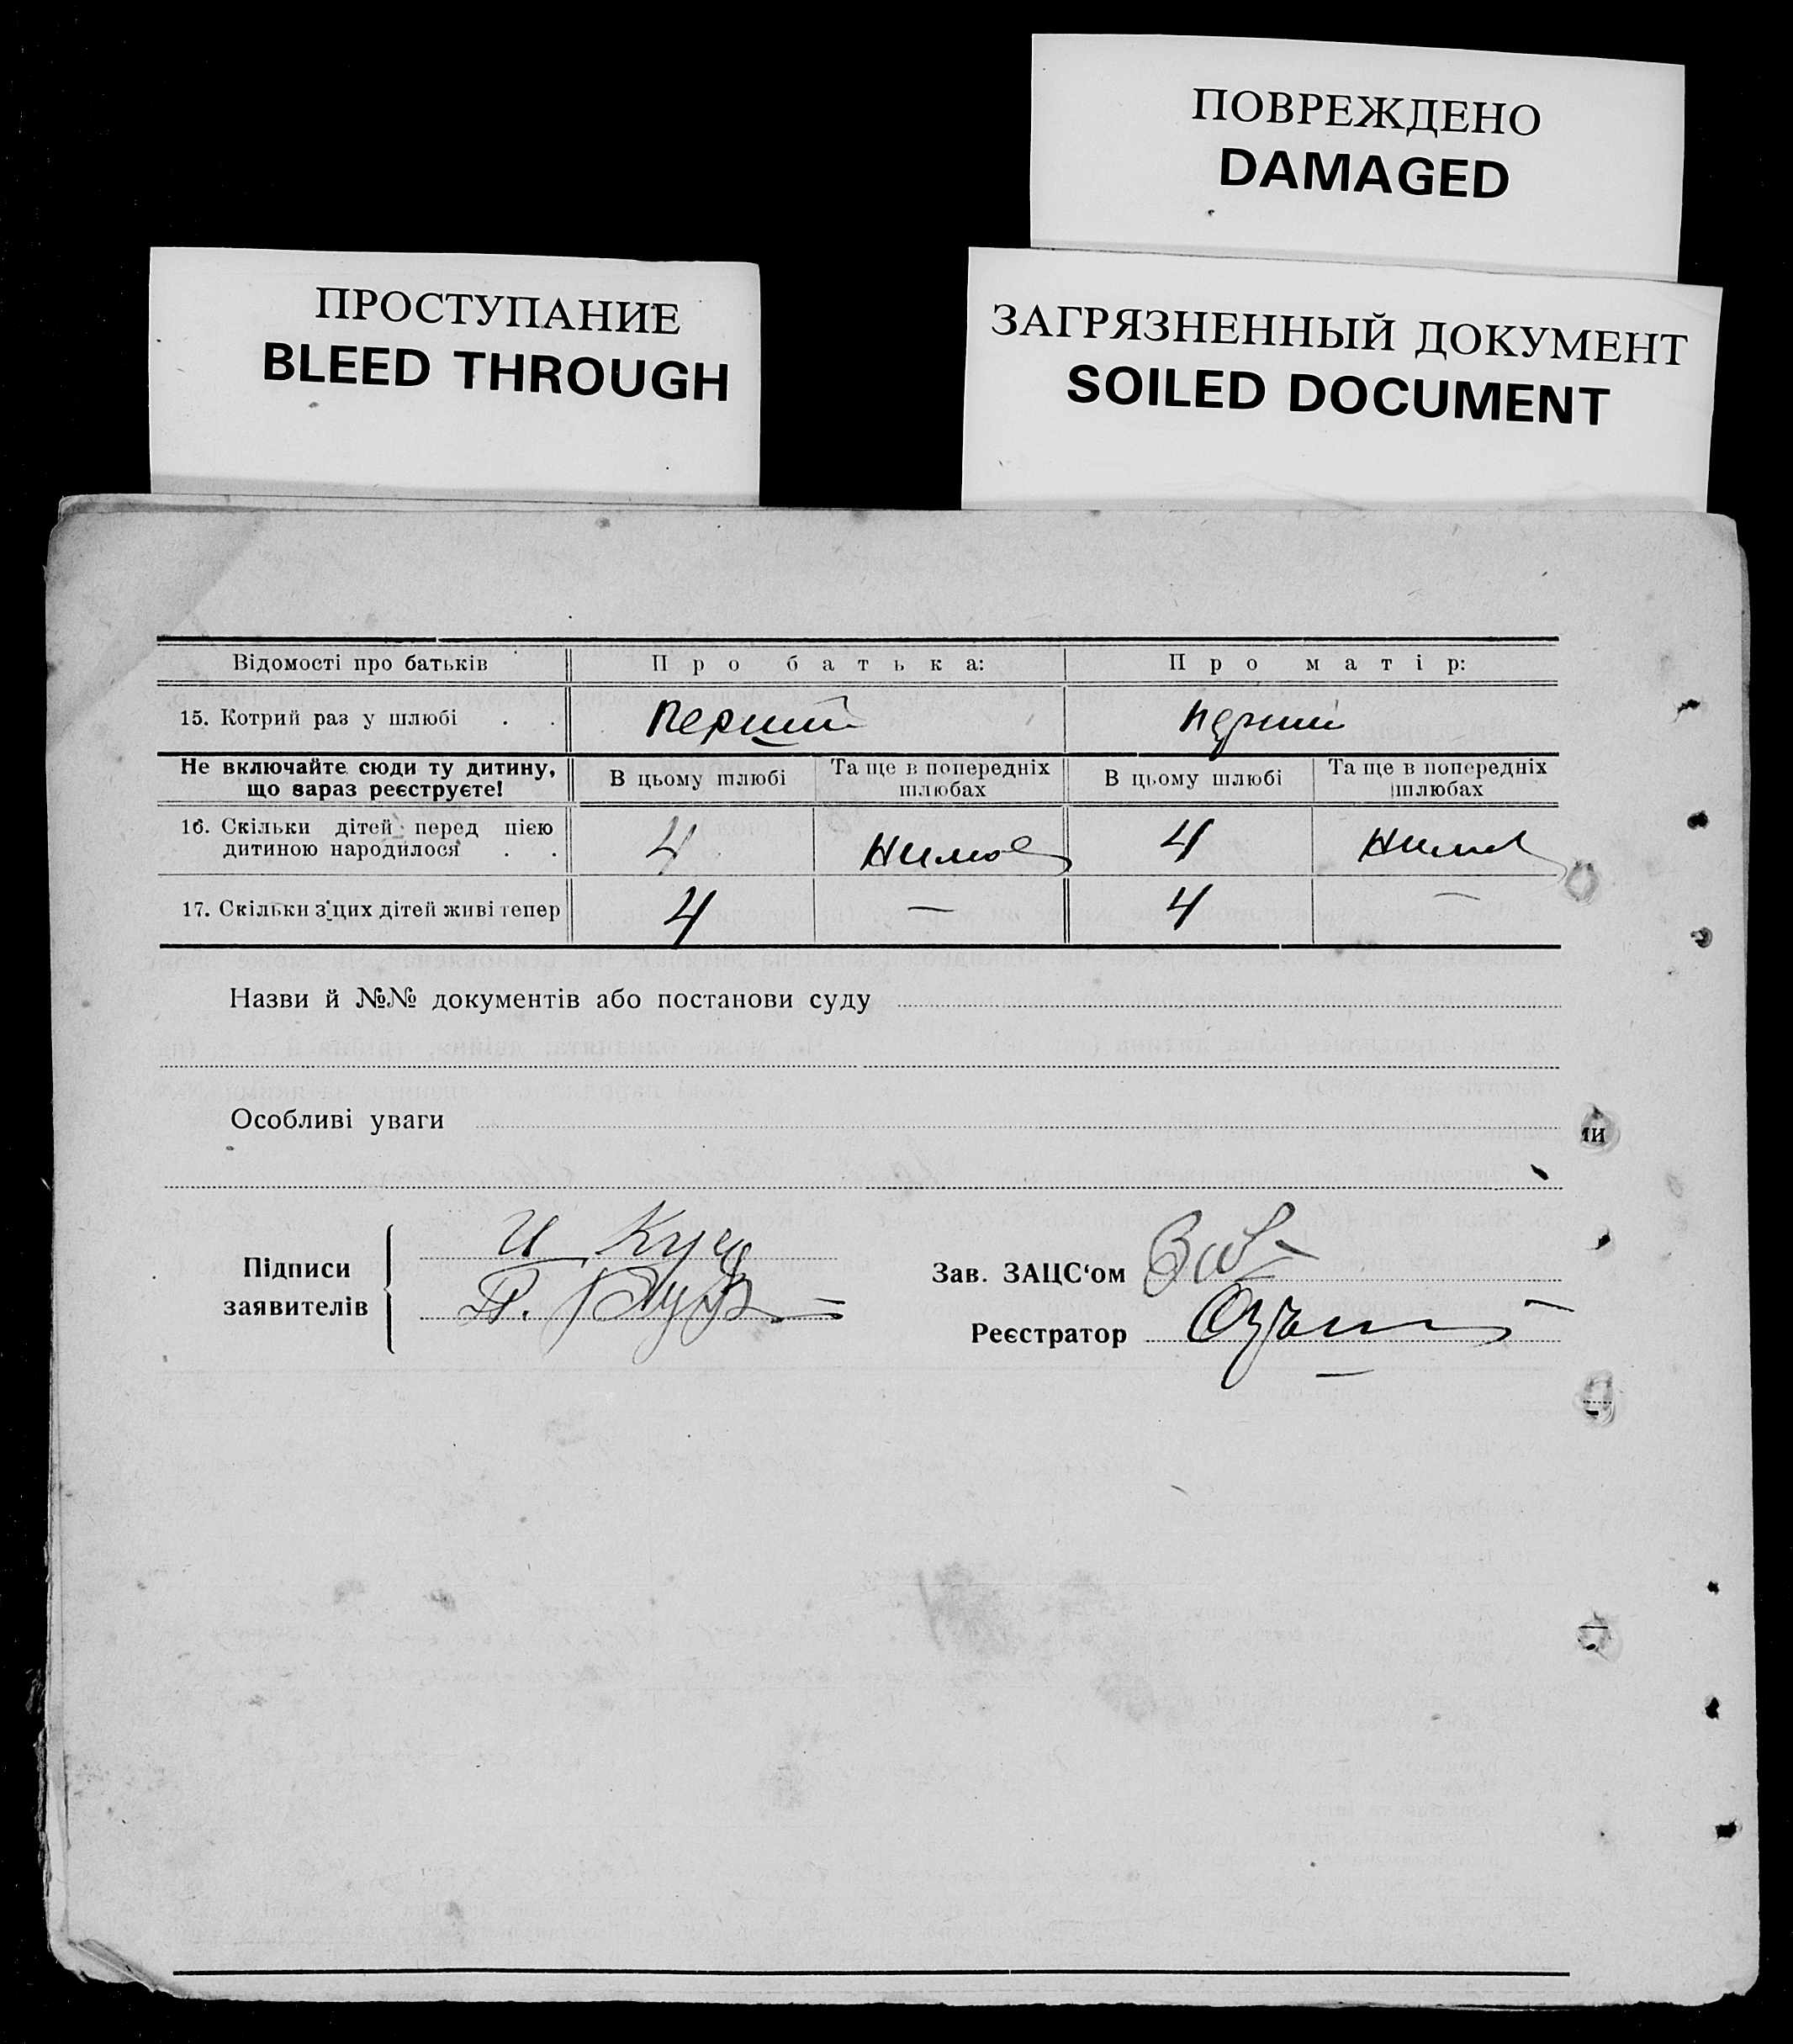 ПОВРЕЖДЕНО
DAMAGED
ПРОСТУПАНИЕ
BLEED THROUGH
ЗАГРЯЗНЕННЫЙ ДОКУМЕНТ
SOILED DOCUMENT
Відомості про батьків Про батька: Про матір:
15. Котрий раз у шлюбі . . Перший перший
Не включайте сюди ту дитину, що вараз реєструєте! В цьому шлюбі Та ще в попередніх шлюбах В цьому шлюбі Та ще в попередніх шлюбах
16. Скільки дітей перед цією
дитиною народилося . . 4 4
17. Скільки з цих дітей живі тепер 4 — 4 —
Назви й №№ документів або постанови суду
Особливі уваги
Підписи
заявителів
Зав. ЗАЦС‘ом
Реєстратор